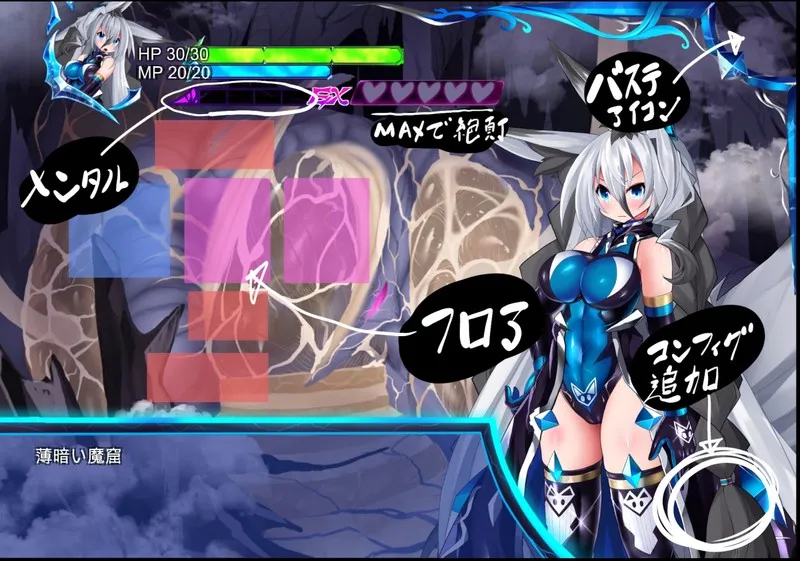 HP 30/30
MP 20/20
EX
MAXで絶頂
バステ
アイコン
メンタル
フロア
コンフィグ
追加
薄暗い魔窟